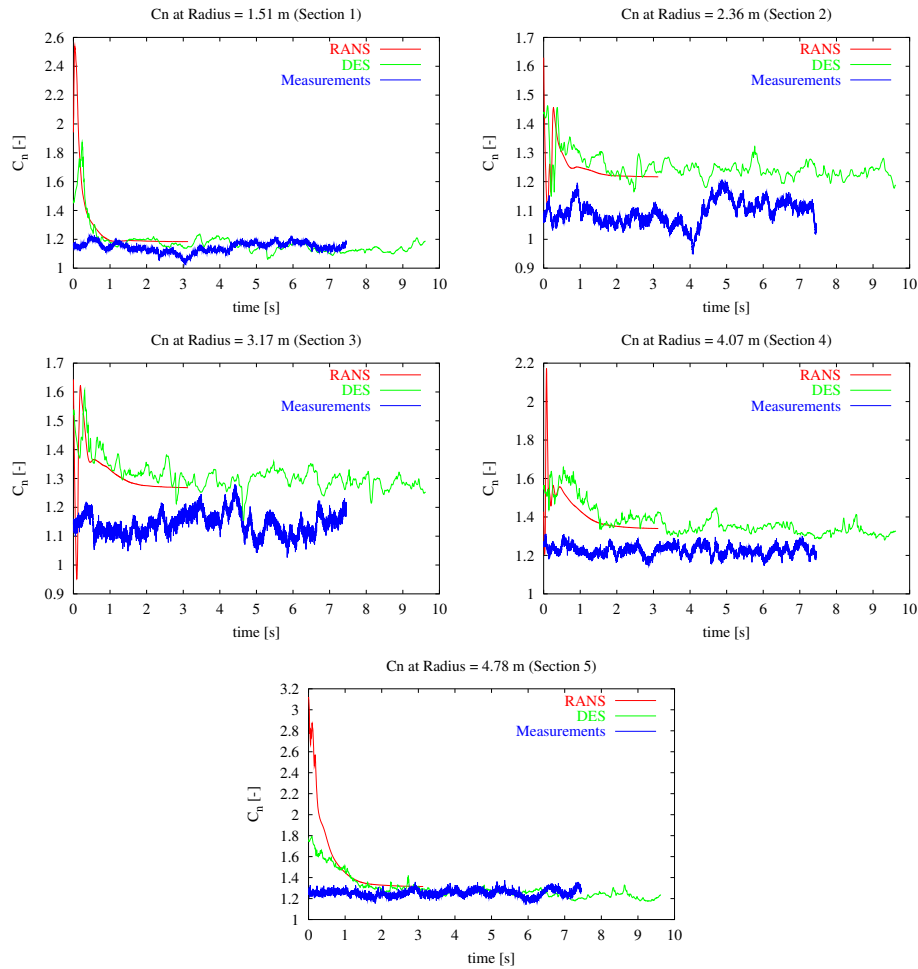 Cn at Radius = 1.51 m (Section 1)
2.6
2.4
2.2
2
1.8
1.6
1.4
1.2
1
0 1 2 3 4 5 6 7 8 9 10
C_n [-]
time [s]
RANS
DES
Measurements
Cn at Radius = 2.36 m (Section 2)
1.7
1.6
1.5
1.4
1.3
1.2
1.1
1
0.9
0 1 2 3 4 5 6 7 8 9 10
C_n [-]
time [s]
RANS
DES
Measurements
Cn at Radius = 3.17 m (Section 3)
1.7
1.6
1.5
1.4
1.3
1.2
1.1
1
0.9
0 1 2 3 4 5 6 7 8 9 10
C_n [-]
time [s]
RANS
DES
Measurements
Cn at Radius = 4.07 m (Section 4)
2.2
2
1.8
1.6
1.4
1.2
1
0 1 2 3 4 5 6 7 8 9 10
C_n [-]
time [s]
RANS
DES
Measurements
Cn at Radius = 4.78 m (Section 5)
3.2
3
2.8
2.6
2.4
2.2
2
1.8
1.6
1.4
1.2
1
0 1 2 3 4 5 6 7 8 9 10
C_n [-]
time [s]
RANS
DES
Measurements